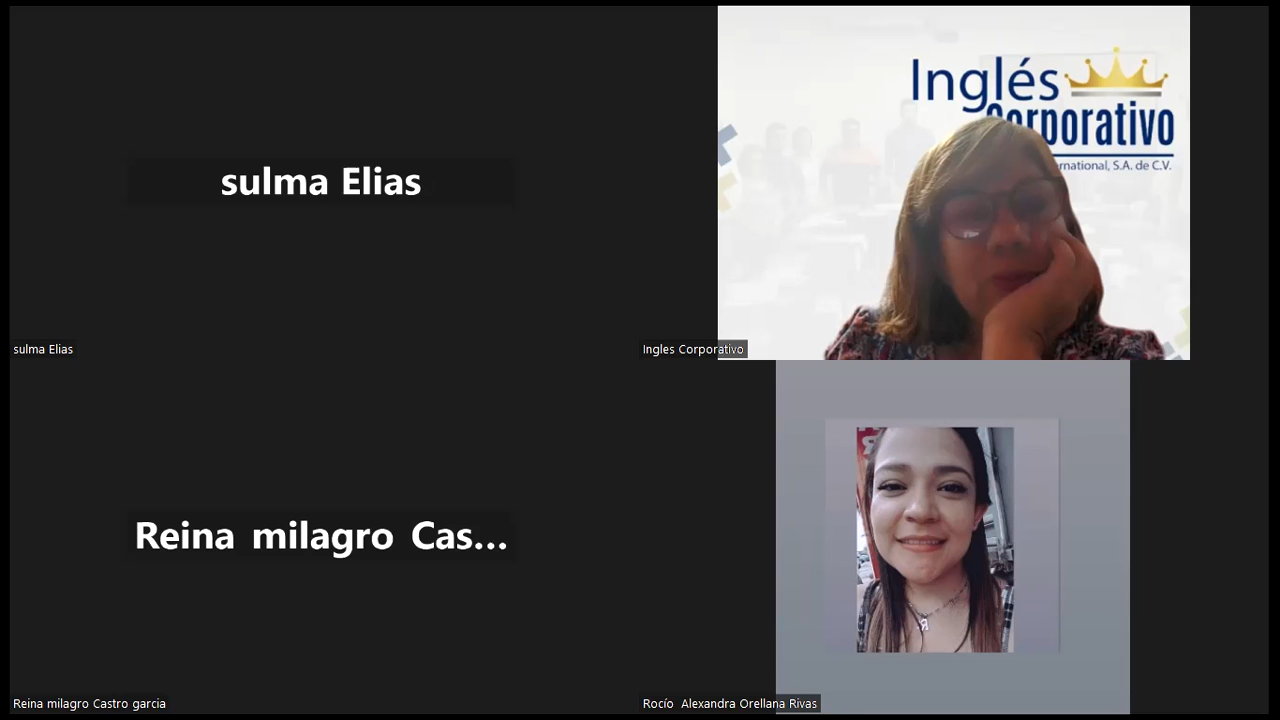 sulma Elias
sulma Elias
Inglés
Corporativo
rnational, S.A. de C.V.
Ingles Corporativo
Reina milagro Cas...
Reina milagro Castro garcia
Rocío Alexandra Orellana Rivas